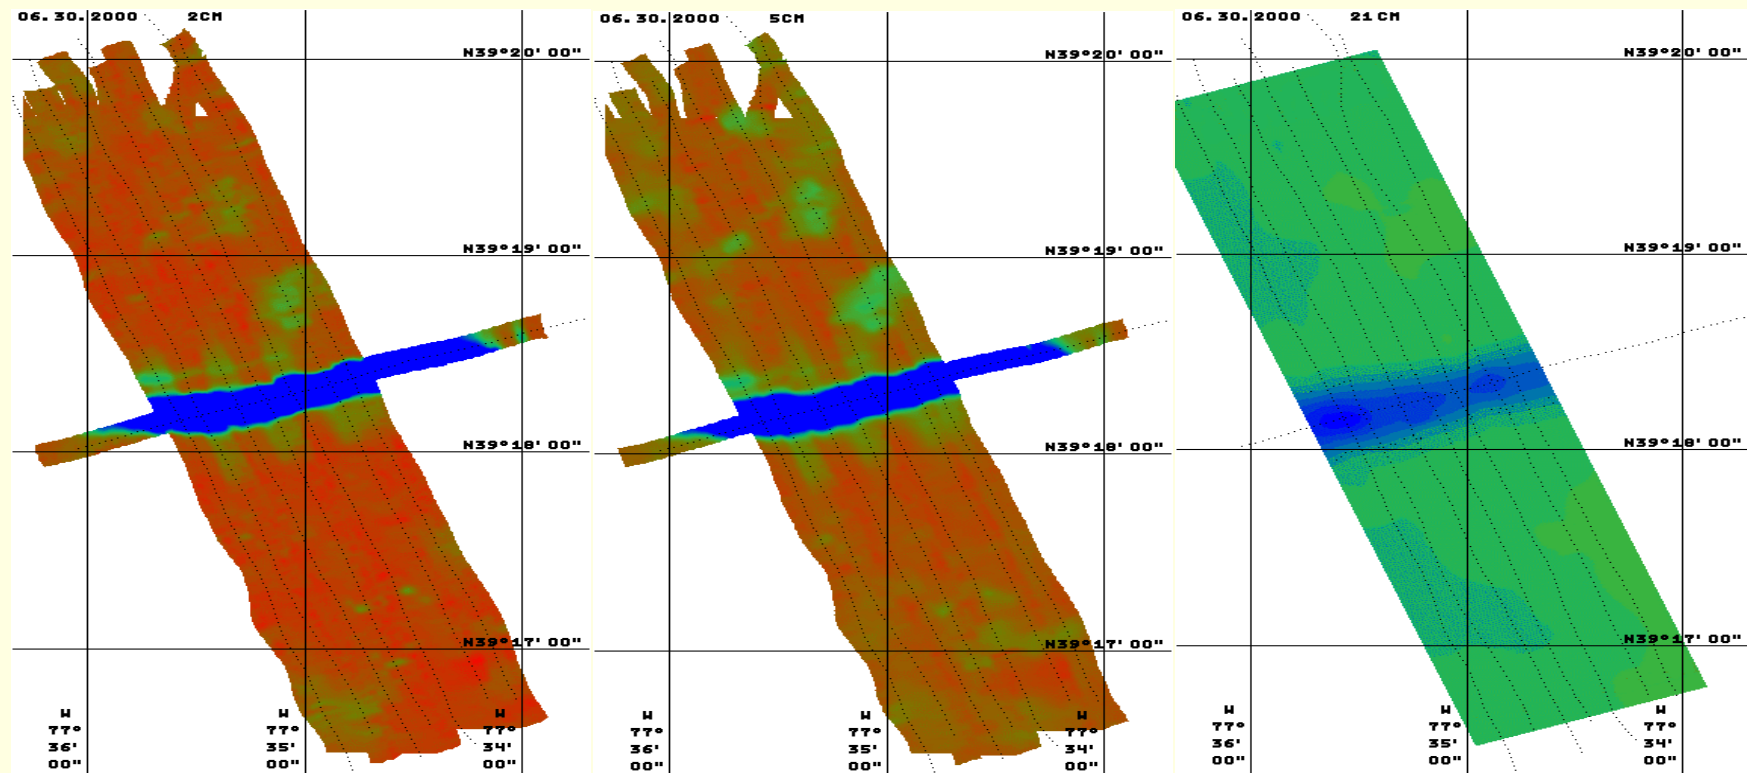 06.30.2000 2CM
N39°20'00"
N39°19'00"
N39°18'00"
N39°17'00"
W
77°
36'
00"
W
77°
35'
00"
W
77°
34'
00"
06.30.2000 5CM
N39°20'00"
N39°19'00"
N39°18'00"
N39°17'00"
W
77°
36'
00"
W
77°
35'
00"
W
77°
34'
00"
06.30.2000 21CM
N39°20'00"
N39°19'00"
N39°18'00"
N39°17'00"
W
77°
36'
00"
W
77°
35'
00"
W
77°
34'
00"